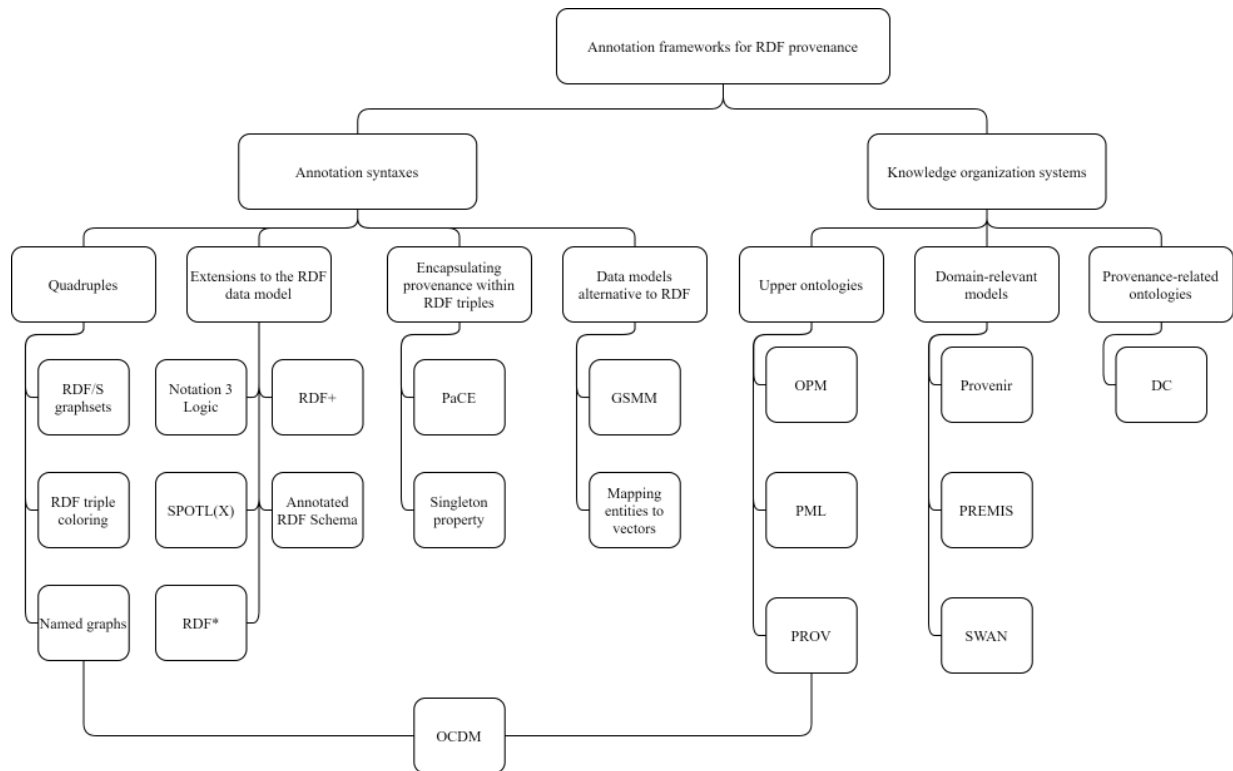 Annotation frameworks for RDF provenance
Annotation syntaxes
Knowledge organization systems
Quadruples
Extensions to the RDF
data model
Encapsulating
provenance within
RDF triples
Data models
alternative to RDF
Upper ontologies
Domain-relevant
models
Provenance-related
ontologies
RDF/S
graphsets
Notation 3
Logic
RDF+
PaCE
GSMM
OPM
Provenir
DC
RDF triple
coloring
SPOTL(X)
Annotated
RDF Schema
Singleton
property
Mapping
entities to
vectors
PML
PREMIS
Named graphs
RDF*
PROV
SWAN
OCDM